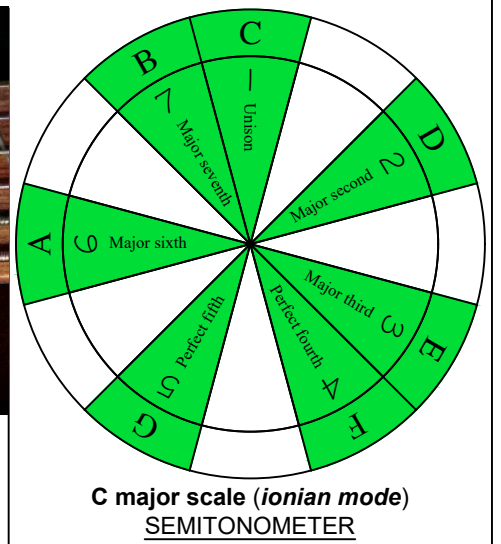 C
1 Unison
D
2 Major second
E
3 Major third
F
4 Perfect fourth
G
5 Perfect fifth
A
6 Major sixth
B
7 Major seventh
C major scale (ionian mode)
SEMITONOMETER